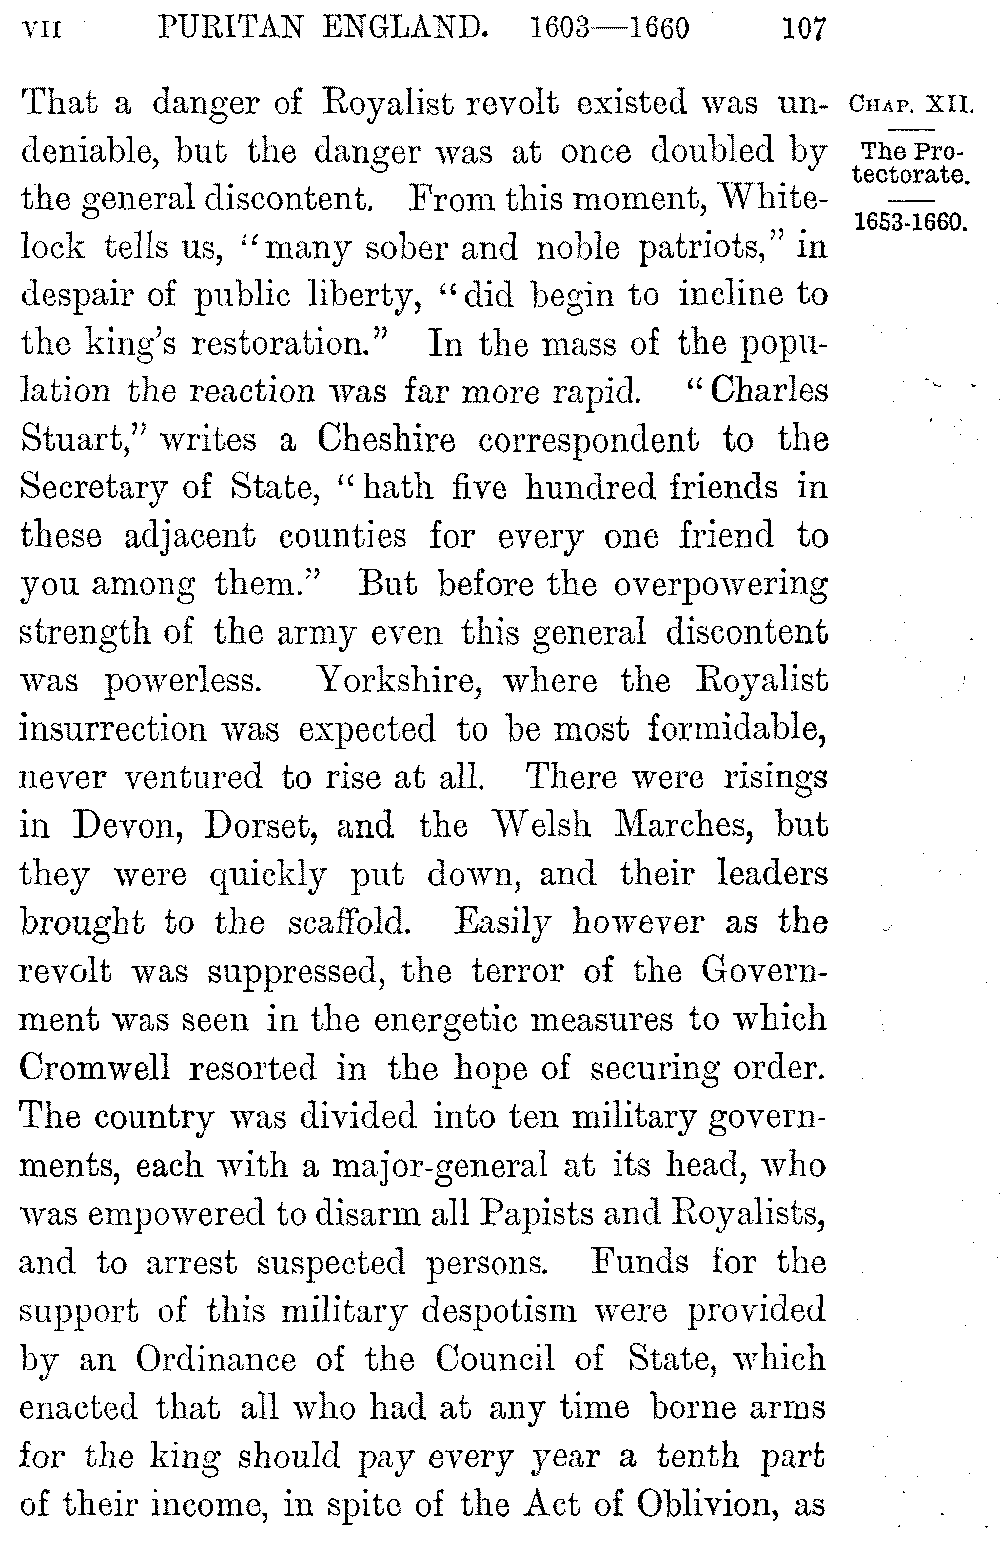 VII PURITAN ENGLAND. 1603—1660 107
That a danger of Royalist revolt existed was un-
deniable, but the danger was at once doubled by
the general discontent. From this moment, White-
lock tells us, “many sober and noble patriots,” in
despair of public liberty, “did begin to incline to
the king’s restoration.” In the mass of the popu-
lation the reaction was far more rapid. “Charles
Stuart,” writes a Cheshire correspondent to the
Secretary of State, “hath five hundred friends in
these adjacent counties for every one friend to
you among them.” But before the overpowering
strength of the army even this general discontent
was powerless. Yorkshire, where the Royalist
insurrection was expected to be most formidable,
never ventured to rise at all. There were risings
in Devon, Dorset, and the Welsh Marches, but
they were quickly put down, and their leaders
brought to the scaffold. Easily however as the
revolt was suppressed, the terror of the Govern-
ment was seen in the energetic measures to which
Cromwell resorted in the hope of securing order.
The country was divided into ten military govern-
ments, each with a major-general at its head, who
was empowered to disarm all Papists and Royalists,
and to arrest suspected persons. Funds for the
support of this military despotism were provided
by an Ordinance of the Council of State, which
enacted that all who had at any time borne arms
for the king should pay every year a tenth part
of their income, in spite of the Act of Oblivion, as
CHAP. XII.
The Pro-
tectorate.
1653-1660.